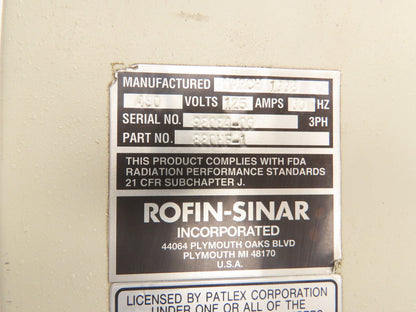 MANUFACTURED
480 VOLTS 125 AMPS 60 HZ
SERIAL NO. 3PH
PART NO.
THIS PRODUCT COMPLIES WITH FDA
RADIATION PERFORMANCE STANDARDS
21 CFR SUBCHAPTER J.
ROFIN-SINAR
INCORPORATED
44064 PLYMOUTH OAKS BLVD
PLYMOUTH MI 48170
U.S.A.
LICENSED BY PATLEX CORPORATION
UNDER ONE OR ALL OF THE